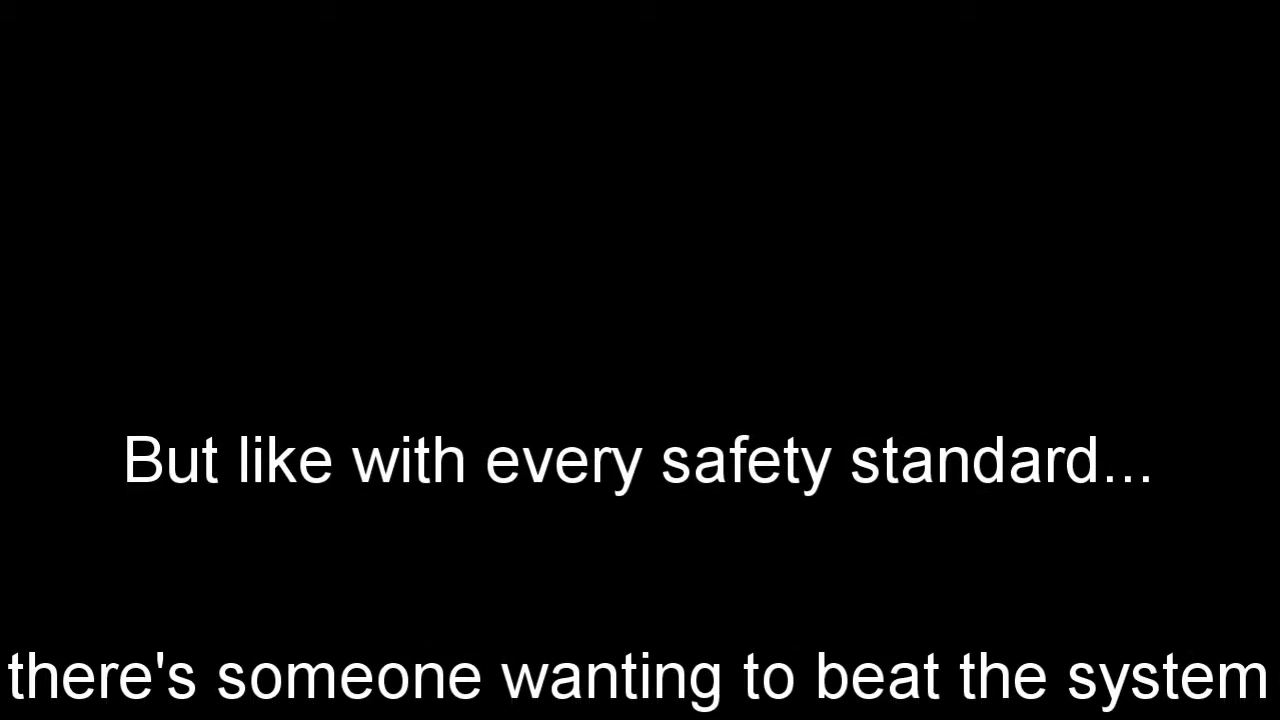 But like with every safety standard...
there's someone wanting to beat the system